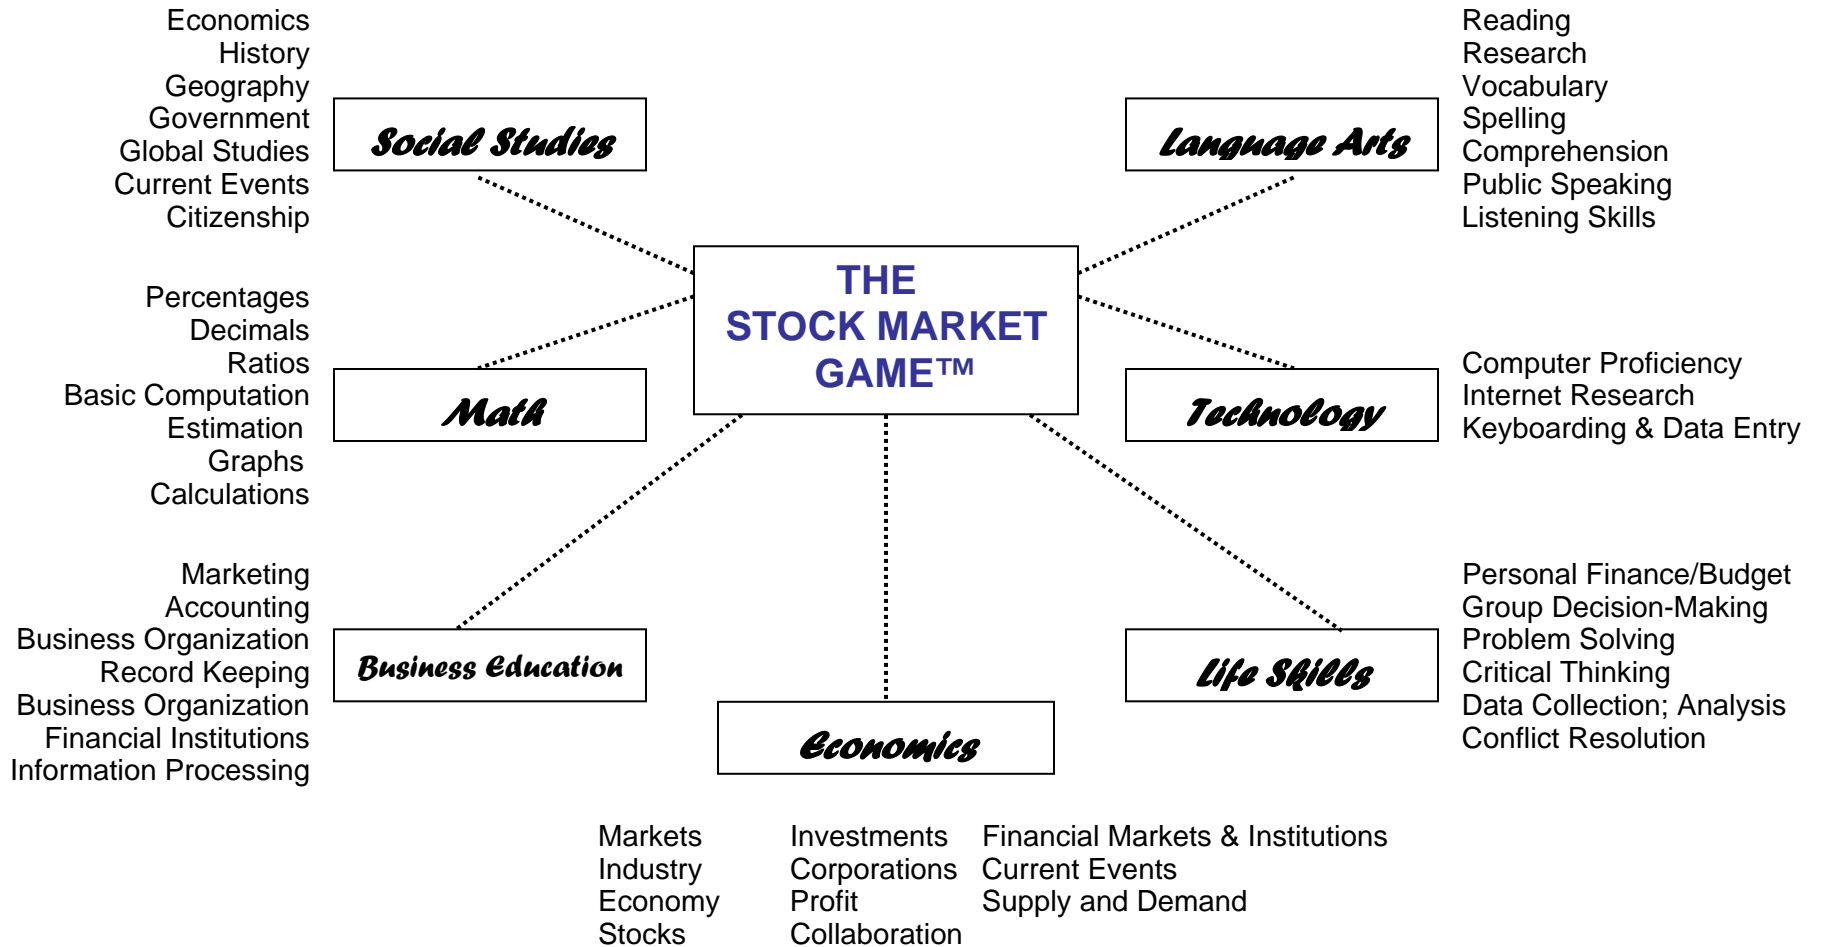 Economics
History
Geography
Government
Global Studies
Current Events
Citizenship
Social Studies
Reading
Research
Vocabulary
Spelling
Comprehension
Public Speaking
Listening Skills
Language Arts
THE
STOCK MARKET
GAME™
Percentages
Decimals
Ratios
Basic Computation
Estimation
Graphs
Calculations
Math
Technology
Computer Proficiency
Internet Research
Keyboarding & Data Entry
Marketing
Accounting
Business Organization
Record Keeping
Business Organization
Financial Institutions
Information Processing
Business Education
Life Skills
Personal Finance/Budget
Group Decision-Making
Problem Solving
Critical Thinking
Data Collection; Analysis
Conflict Resolution
Economics
Markets
Industry
Economy
Stocks
Investments
Corporations
Profit
Collaboration
Financial Markets & Institutions
Current Events
Supply and Demand